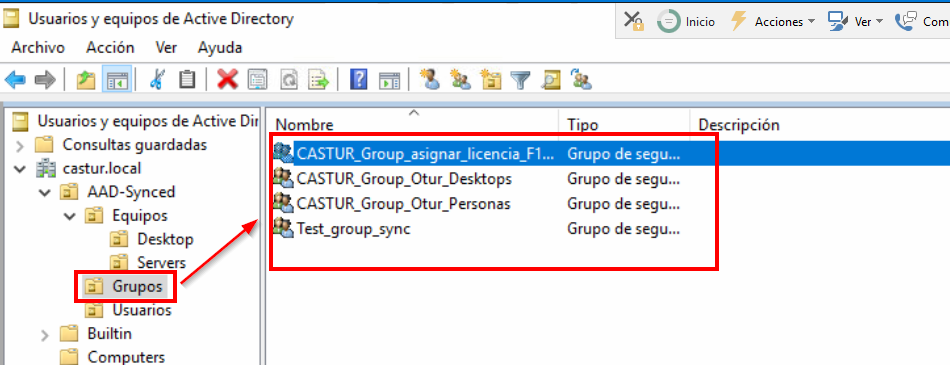 Usuarios y equipos de Active Directory
Inicio
Acciones
Ver
Com
Archivo Acción Ver Ayuda
Usuarios y equipos de Active Dir
Consultas guardadas
castur.local
AAD-Synced
Equipos
Desktop
Servers
Grupos
Usuarios
Builtin
Computers
Nombre Tipo Descripción
CASTUR_Group_asignar_licencia_F1... Grupo de segu...
CASTUR_Group_Otur_Desktops Grupo de segu...
CASTUR_Group_Otur_Personas Grupo de segu...
Test_group_sync Grupo de segu...